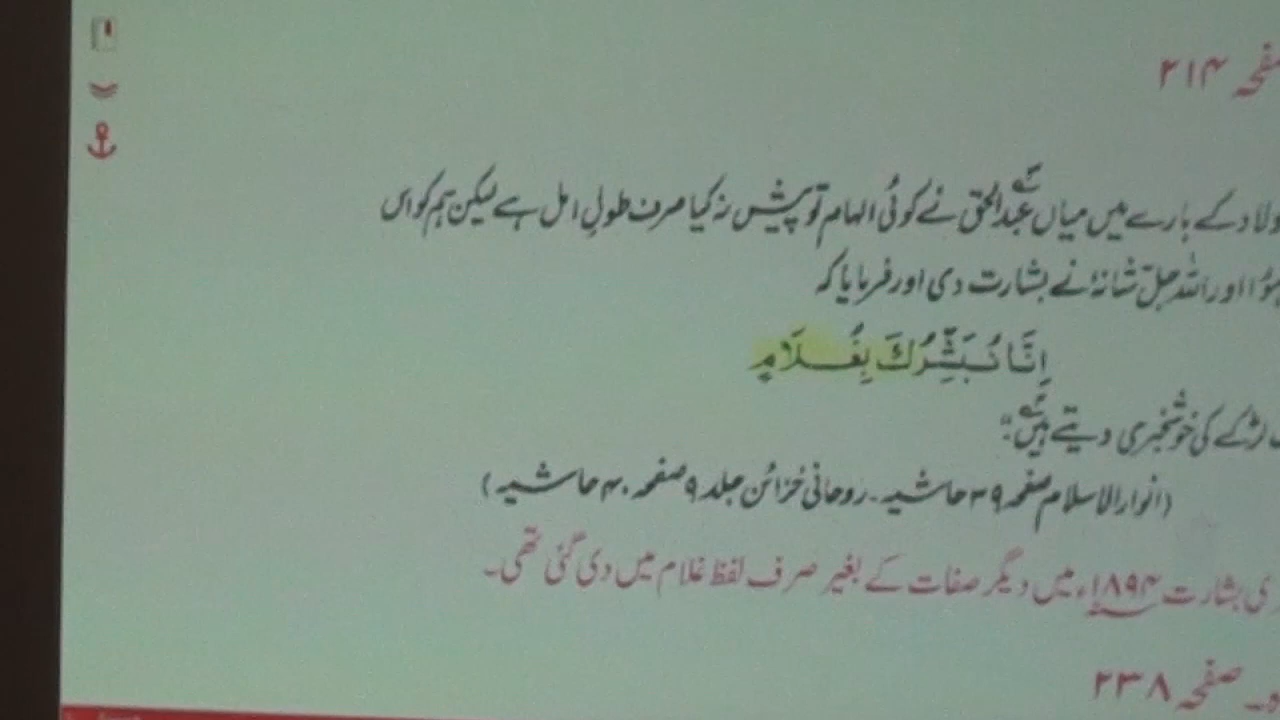 صفحہ ۲۱۴
کے بارے میں میاں عبدالحق نے کوئی الہام تو پیش نہ کیا صرف طولِ امل ہے لیکن ہم کو اس
ہوُا اور اللہ جلّ شانہٗ نے بشارت دی اور فرمایا کہ
اِنَّا نُبَشِّرُكَ بِغُلَامٍ
لڑکے کی خوشخبری دیتے ہیں۔"
(انوارالاسلام صفحہ ۳۹ حاشیہ۔ روحانی خزائن جلد ۹ صفحہ ۴۰ حاشیہ)
بشارت ۱۸۹۴ء میں دیگر صفات کے بغیر صرف لفظ غلام میں دی گئی تھی۔
صفحہ ۲۳۸